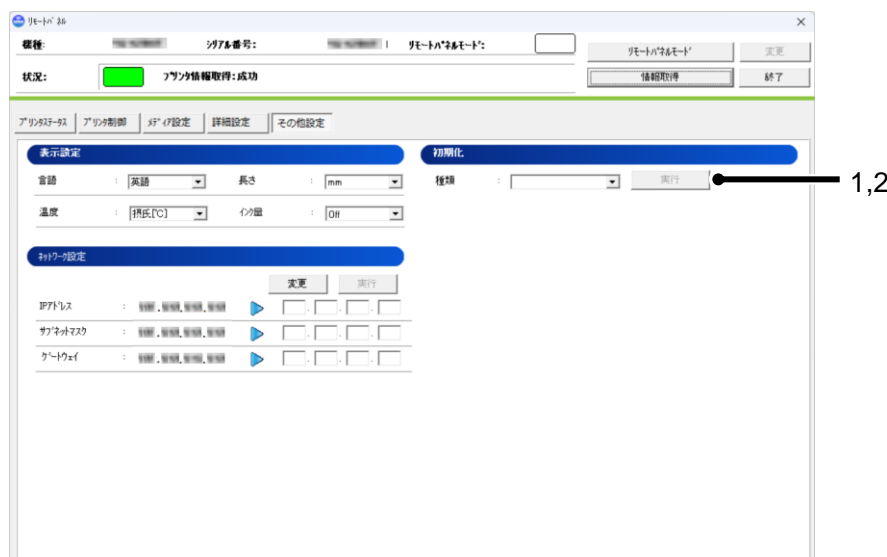 リモートパネル
機種:
シリアル番号:
リモートパネルモード:
リモートパネルモード
変更
状況:
プリンタ情報取得:成功
情報取得
終了
プリンタステータス
プリンタ制御
メディア設定
詳細設定
その他設定
表示設定
初期化
言語 : 英語
長さ : mm
種類 :
実行
1,2
温度 : 摂氏[°C]
インク量 : Off
ネットワーク設定
変更
実行
IPアドレス :
サブネットマスク :
ゲートウェイ :